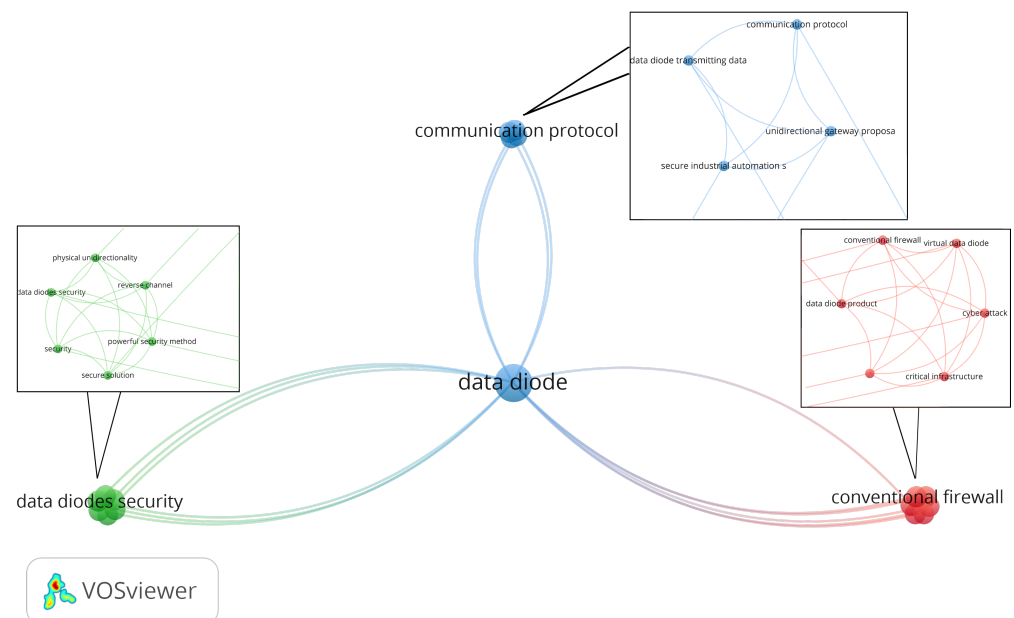 communication protocol
data diode transmitting data
unidirectional gateway proposa
secure industrial automation s
communication protocol
physical unidirectionality
reverse channel
data diodes security
powerful security method
security
secure solution
conventional firewall
virtual data diode
data diode product
cyber attack
critical infrastructure
data diode
data diodes security
conventional firewall
VOSviewer